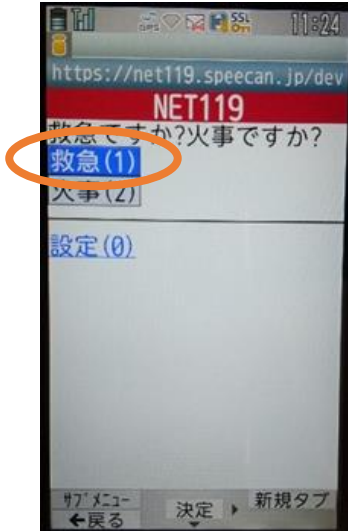 GPS SSL 11:24
https://net119.speecan.jp/dev
NET119
救急ですか?火事ですか?
救急(1)
火事(2)
設定(0)
サブメニュー 決定 新規タブ
戻る